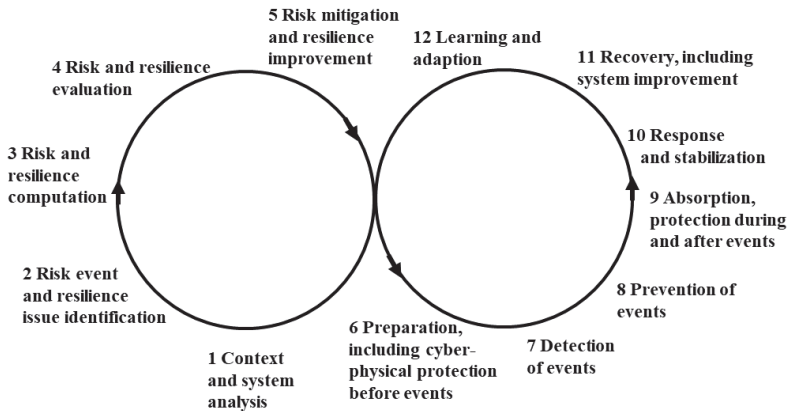 5 Risk mitigation
and resilience
improvement
12 Learning and
adaption
11 Recovery, including
system improvement
4 Risk and resilience
evaluation
10 Response
and stabilization
3 Risk and
resilience
computation
9 Absorption,
protection during
and after events
2 Risk event
and resilience
issue identification
8 Prevention of
events
6 Preparation,
including cyber-
physical protection
before events
7 Detection
of events
1 Context
and system
analysis